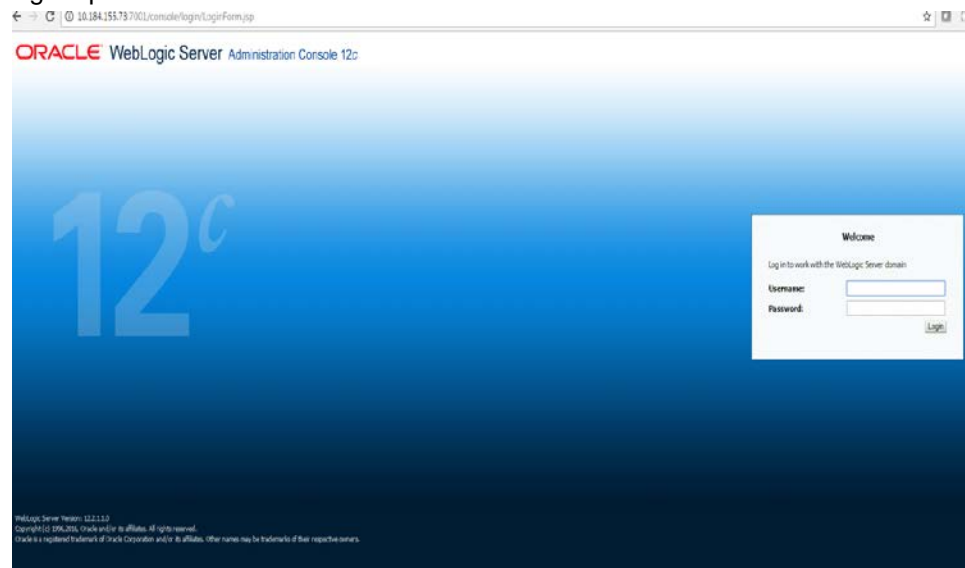 10.184.155.73:7001/console/login/LoginForm.jsp
ORACLE WebLogic Server Administration Console 12c
12c
Welcome
Log in to work with the WebLogic Server domain
Username:
Password:
Login
WebLogic Server Version: 12.2.1.1.0
Copyright (c) 1996,2016, Oracle and/or its affiliates. All rights reserved.
Oracle is a registered trademark of Oracle Corporation and/or its affiliates. Other names may be trademarks of their respective owners.